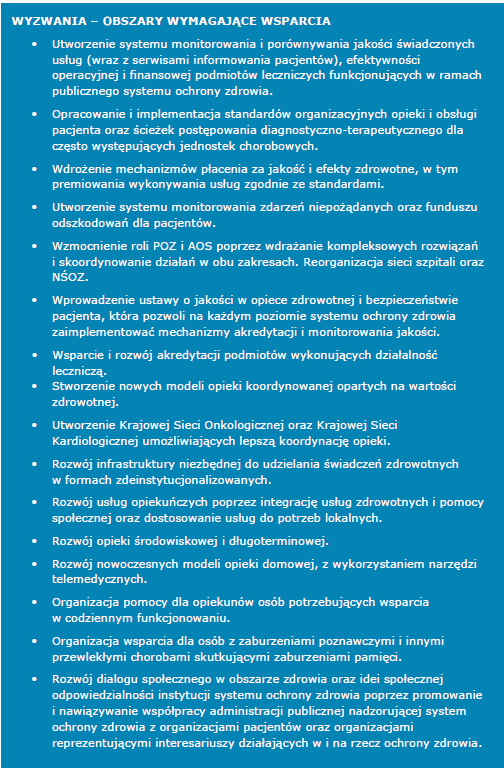 WYZWANIA – OBSZARY WYMAGAJĄCE WSPARCIA
• Utworzenie systemu monitorowania i porównywania jakości świadczonych
usług (wraz z serwisami informowania pacjentów), efektywności
operacyjnej i finansowej podmiotów leczniczych funkcjonujących w ramach
publicznego systemu ochrony zdrowia.
• Opracowanie i implementacja standardów organizacyjnych opieki i obsługi
pacjenta oraz ścieżek postępowania diagnostyczno-terapeutycznego dla
często występujących jednostek chorobowych.
• Wdrożenie mechanizmów płacenia za jakość i efekty zdrowotne, w tym
premiowania wykonywania usług zgodnie ze standardami.
• Utworzenie systemu monitorowania zdarzeń niepożądanych oraz funduszu
odszkodowań dla pacjentów.
• Wzmocnienie roli POZ i AOS poprzez wdrażanie kompleksowych rozwiązań
i skoordynowanie działań w obu zakresach. Reorganizacja sieci szpitali oraz
NŚOZ.
• Wprowadzenie ustawy o jakości w opiece zdrowotnej i bezpieczeństwie
pacjenta, która pozwoli na każdym poziomie systemu ochrony zdrowia
zaimplementować mechanizmy akredytacji i monitorowania jakości.
• Wsparcie i rozwój akredytacji podmiotów wykonujących działalność
leczniczą.
• Stworzenie nowych modeli opieki koordynowanej opartych na wartości
zdrowotnej.
• Utworzenie Krajowej Sieci Onkologicznej oraz Krajowej Sieci
Kardiologicznej umożliwiających lepszą koordynację opieki.
• Rozwój infrastruktury niezbędnej do udzielania świadczeń zdrowotnych
w formach zdeinstytucjonalizowanych.
• Rozwój usług opiekuńczych poprzez integrację usług zdrowotnych i pomocy
społecznej oraz dostosowanie usług do potrzeb lokalnych.
• Rozwój opieki środowiskowej i długoterminowej.
• Rozwój nowoczesnych modeli opieki domowej, z wykorzystaniem narzędzi
telemedycznych.
• Organizacja pomocy dla opiekunów osób potrzebujących wsparcia
w codziennym funkcjonowaniu.
• Organizacja wsparcia dla osób z zaburzeniami poznawczymi i innymi
przewlekłymi chorobami skutkującymi zaburzeniami pamięci.
• Rozwój dialogu społecznego w obszarze zdrowia oraz idei społecznej
odpowiedzialności instytucji systemu ochrony zdrowia poprzez promowanie
i nawiązywanie współpracy administracji publicznej nadzorującej system
ochrony zdrowia z organizacjami pacjentów oraz organizacjami
reprezentującymi interesariuszy działających w i na rzecz ochrony zdrowia.